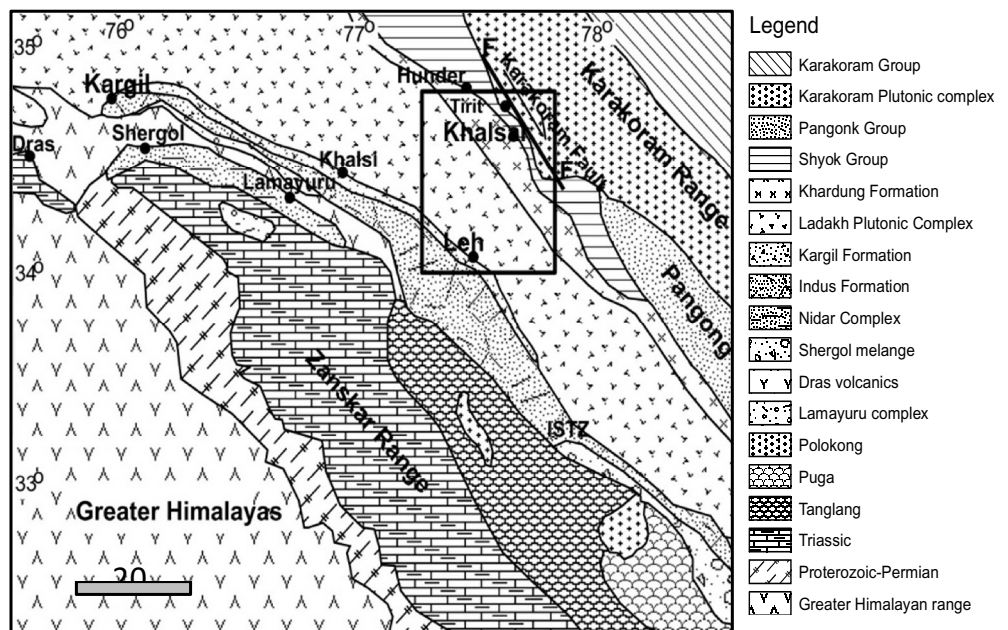 76°
77°
78°
35°
34°
33°
Kargil
Dras
Shergol
Khalsi
Lamayuru
Hunder
Tirit
Khalsar
F
F
Karakoram Fault
Karakoram Range
Pangong
Leh
Zanskar Range
ISTZ
Greater Himalayas
20
Legend
Karakoram Group
Karakoram Plutonic complex
Pangonk Group
Shyok Group
Khardung Formation
Ladakh Plutonic Complex
Kargil Formation
Indus Formation
Nidar Complex
Shergol melange
Dras volcanics
Lamayuru complex
Polokong
Puga
Tanglang
Triassic
Proterozoic-Permian
Greater Himalayan range